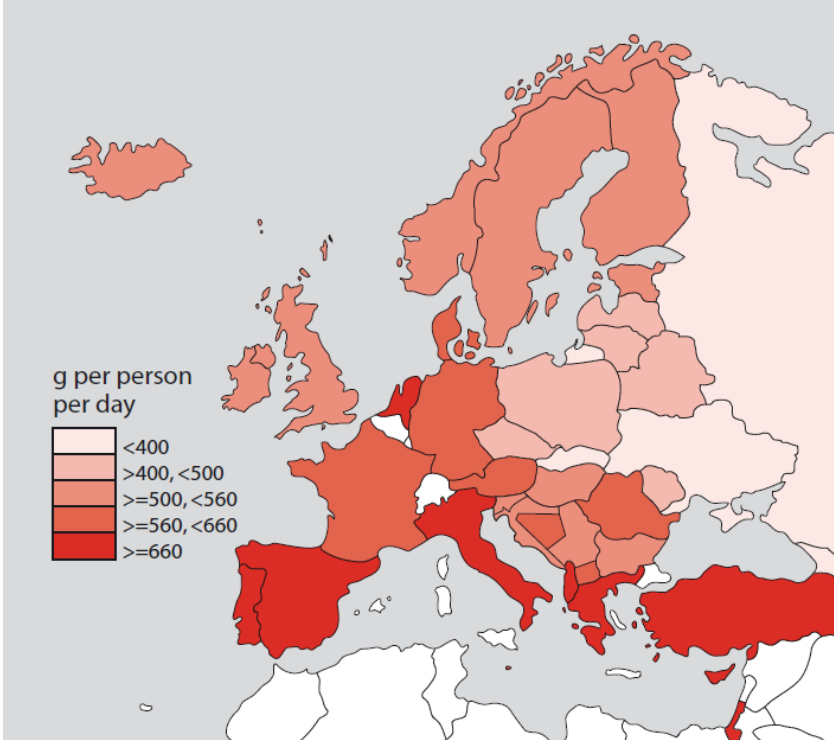 g per person
per day
<400
>400, <500
>=500, <560
>=560, <660
>=660